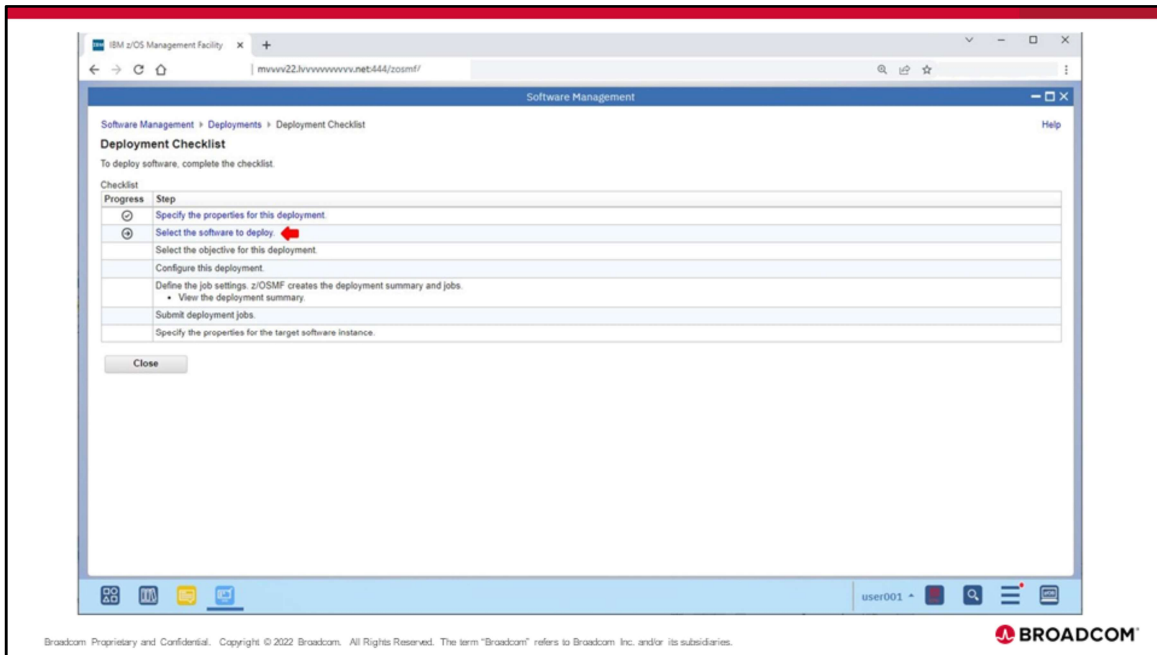 IBM z/OS Management Facility
mvvvv22.lvvvvvvvvvv.net:444/zosmf/
Software Management
Software Management Deployments Deployment Checklist
Help
Deployment Checklist
To deploy software, complete the checklist.
Checklist
Progress Step
Specify the properties for this deployment.
Select the software to deploy.
Select the objective for this deployment.
Configure this deployment.
Define the job settings. z/OSMF creates the deployment summary and jobs.
• View the deployment summary.
Submit deployment jobs.
Specify the properties for the target software instance.
Close
user001
Broadcom Proprietary and Confidential. Copyright © 2022 Broadcom. All Rights Reserved. The term "Broadcom" refers to Broadcom Inc. and/or its subsidiaries.
BROADCOM®